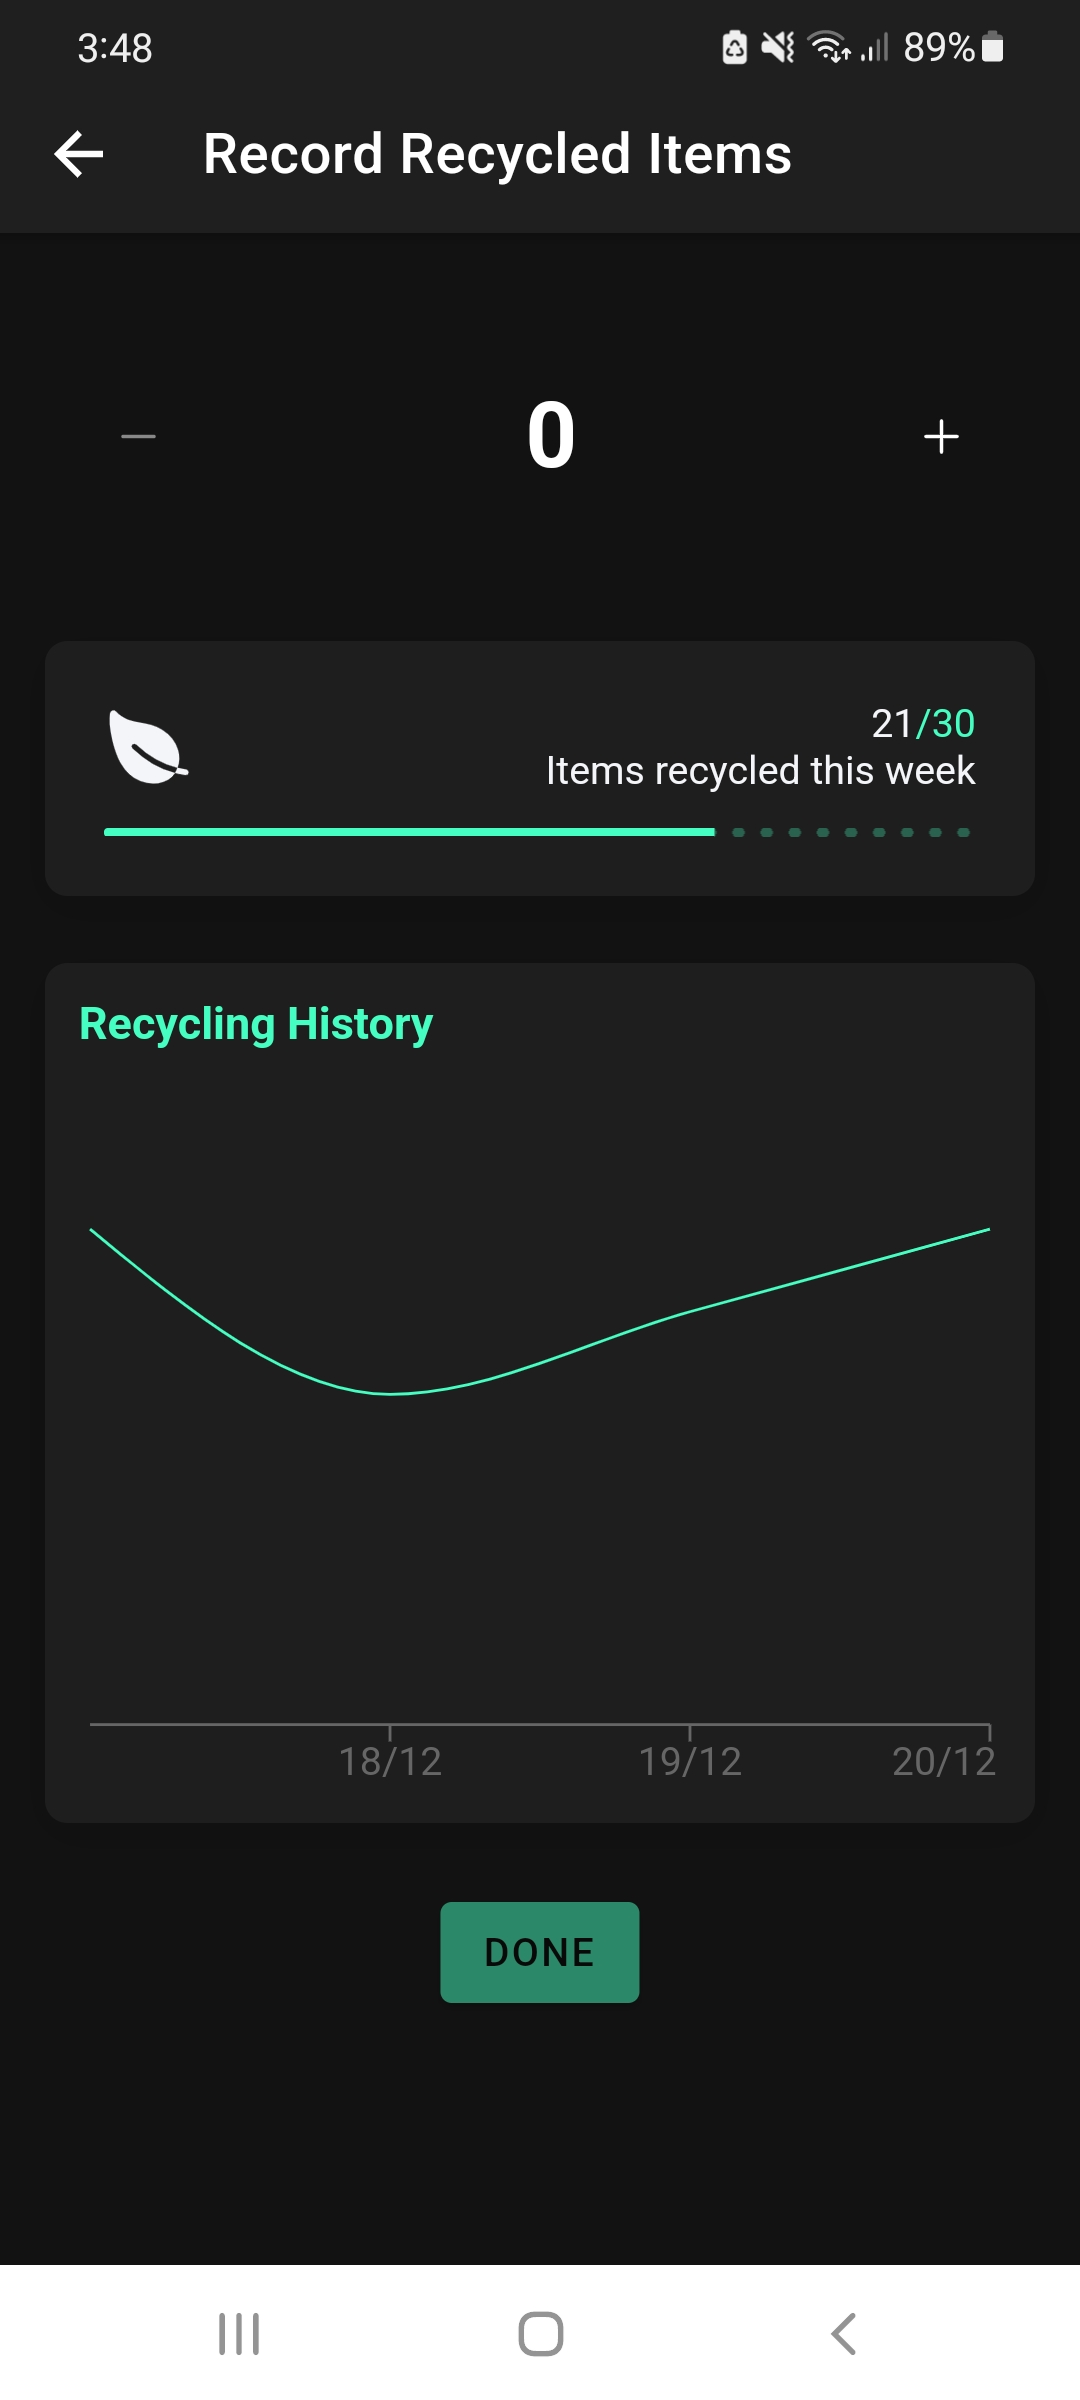 3:48
89%
Record Recycled Items
0
21/30
Items recycled this week
Recycling History
18/12
19/12
20/12
DONE